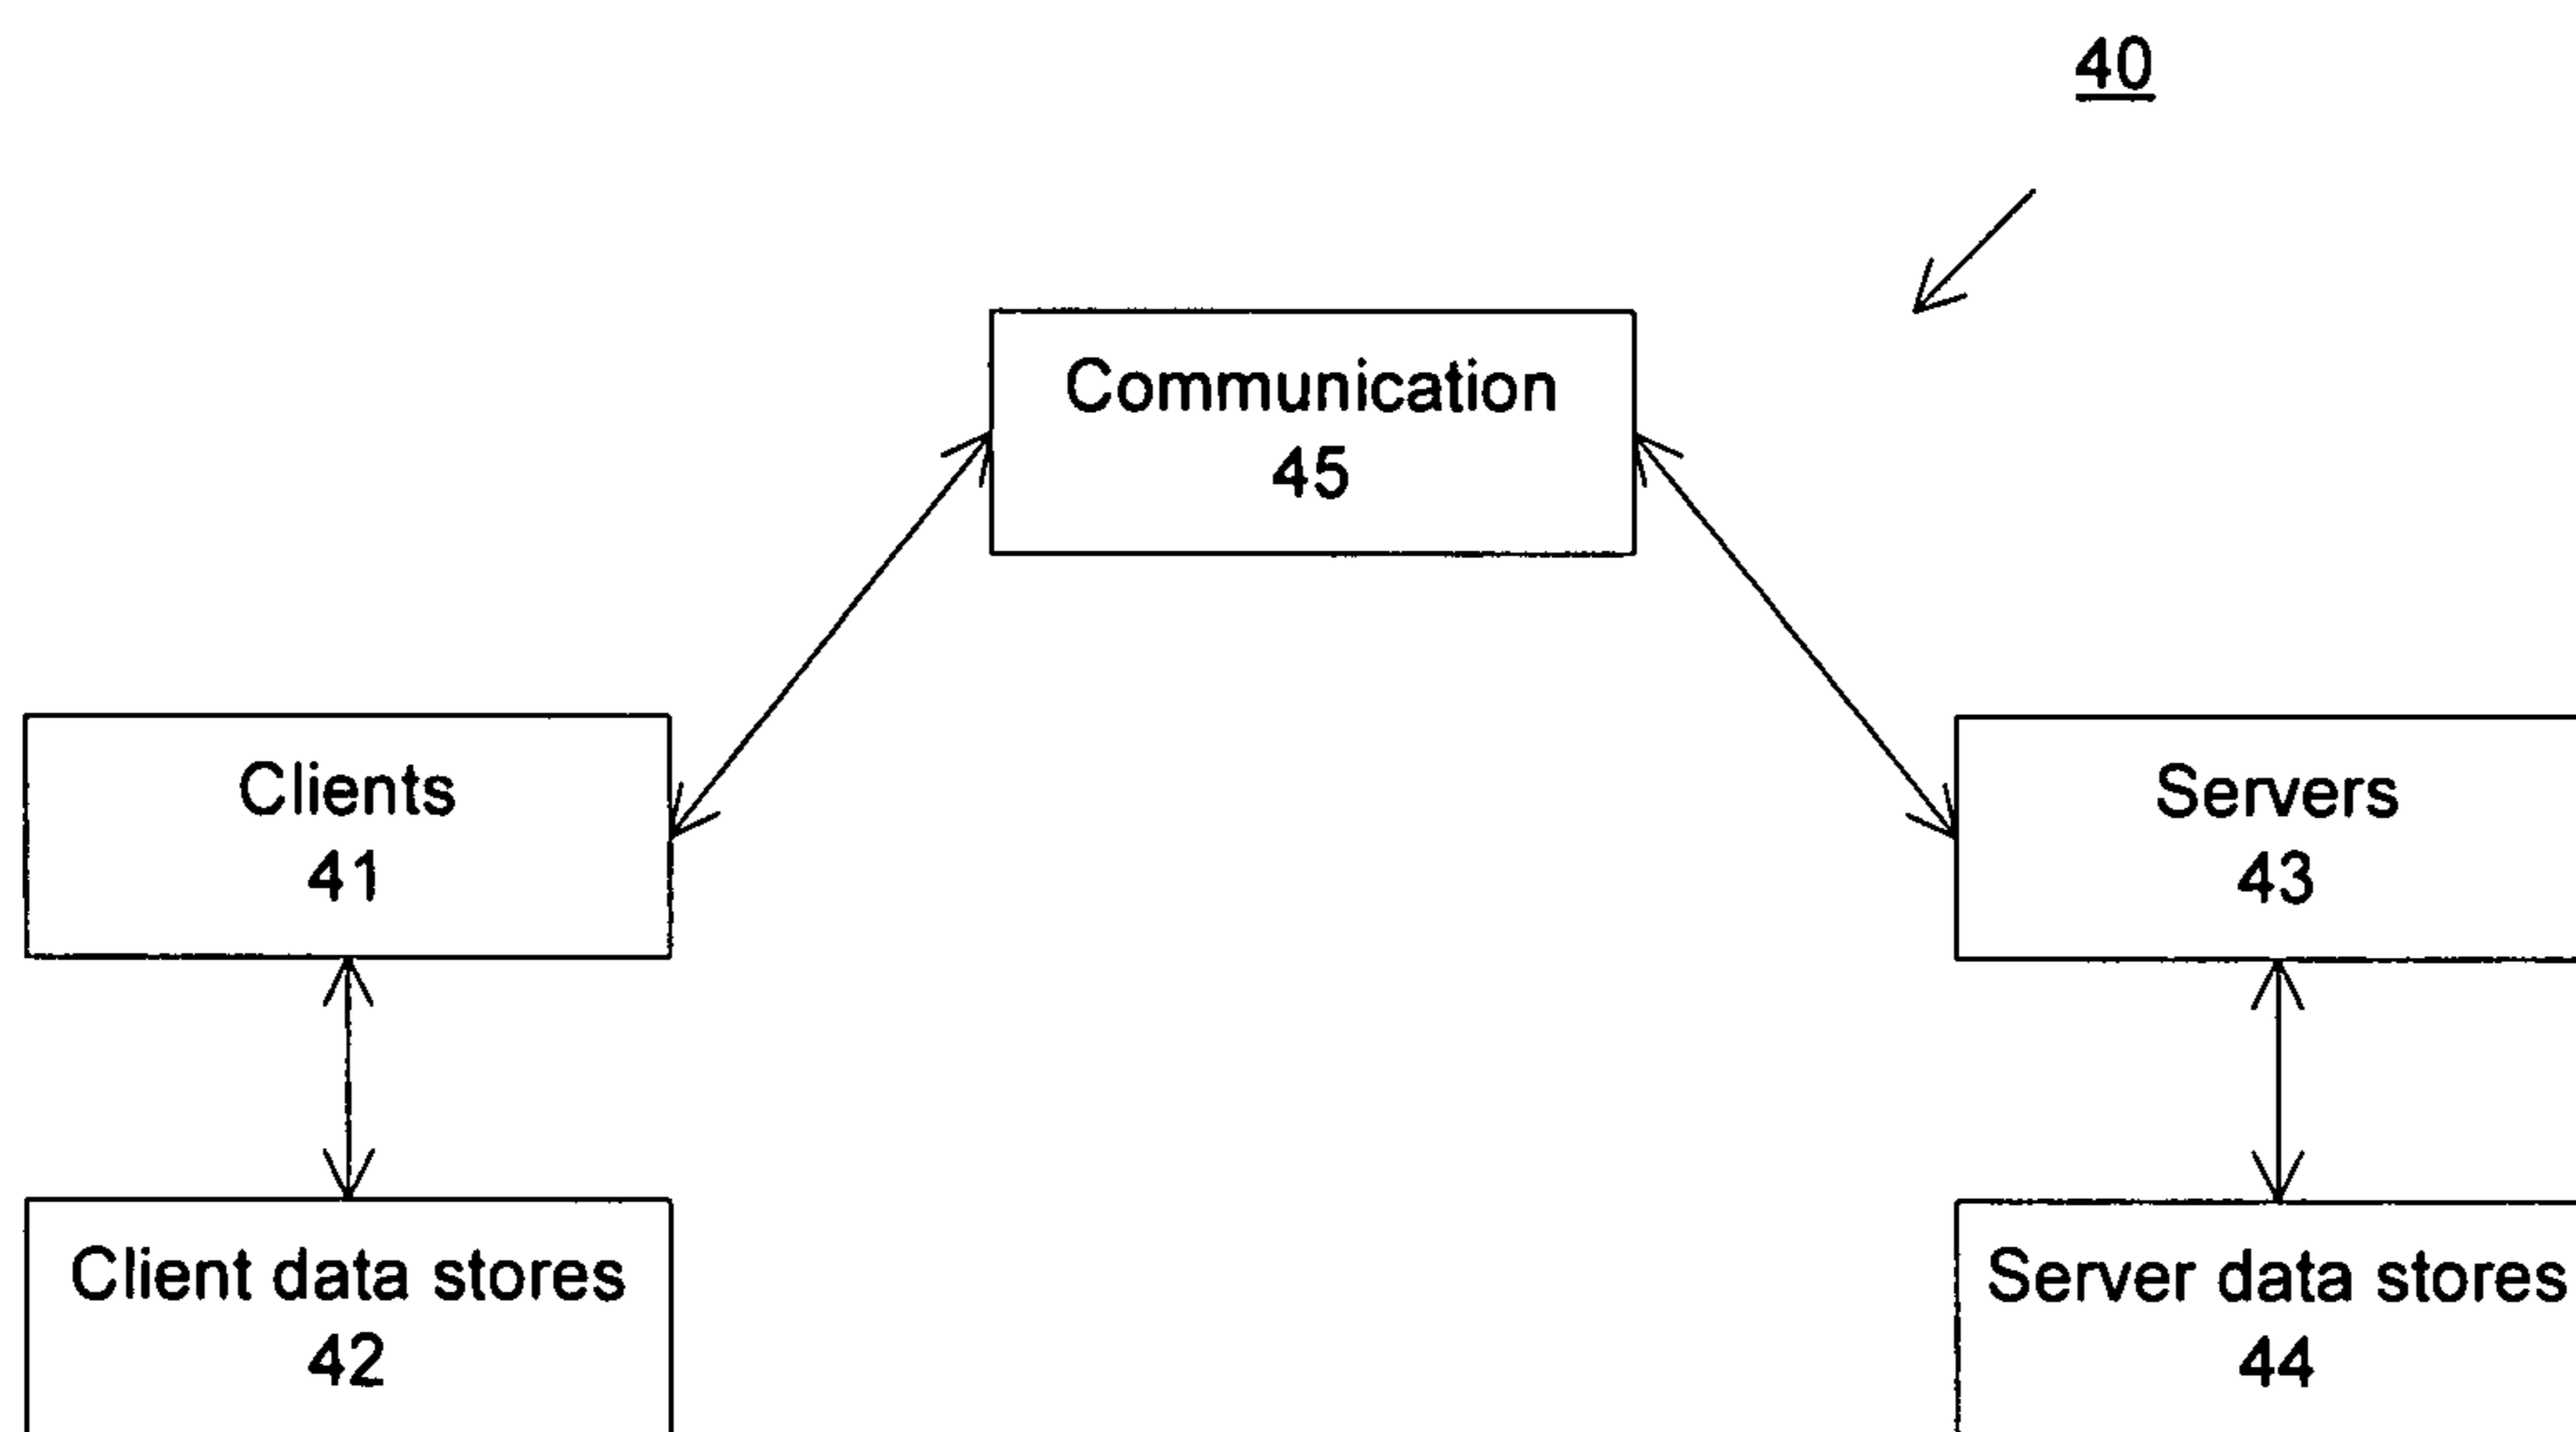 40
Communication
45
Clients
41
Servers
43
Client data stores
42
Server data stores
44